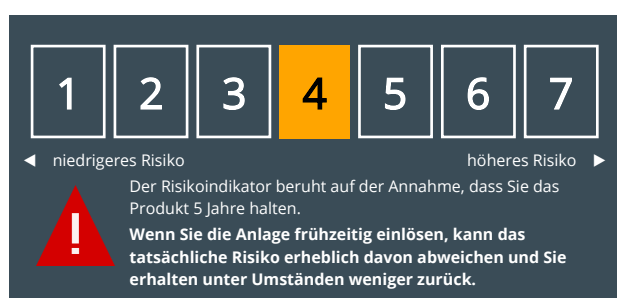 1 2 3 4 5 6 7
◀ niedrigeres Risiko höheres Risiko ▶
Der Risikoindikator beruht auf der Annahme, dass Sie das
Produkt 5 Jahre halten.
Wenn Sie die Anlage frühzeitig einlösen, kann das
tatsächliche Risiko erheblich davon abweichen und Sie
erhalten unter Umständen weniger zurück.
!